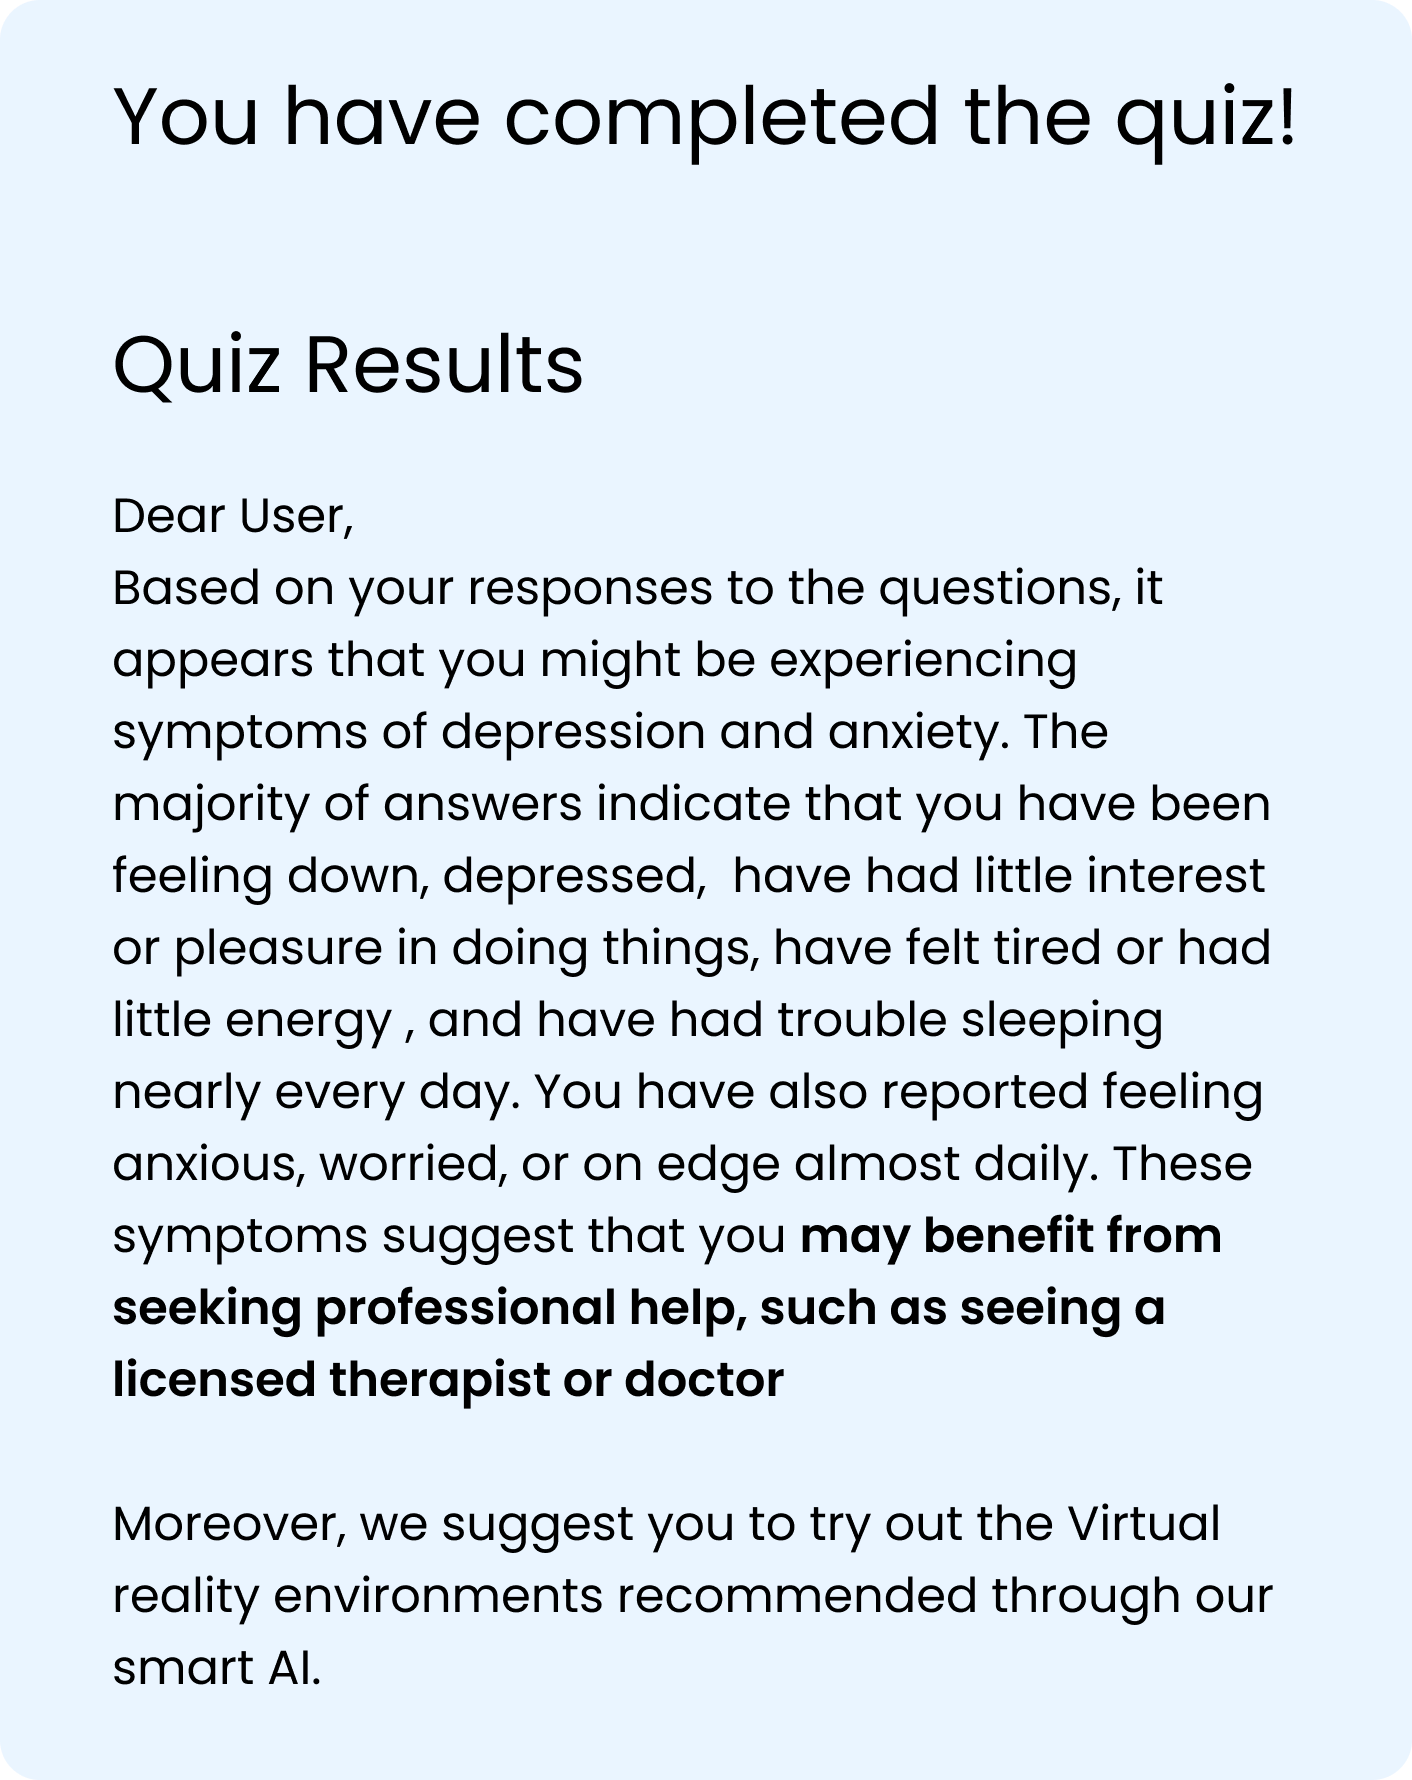 You have completed the quiz!
Quiz Results
Dear User,
Based on your responses to the questions, it
appears that you might be experiencing
symptoms of depression and anxiety. The
majority of answers indicate that you have been
feeling down, depressed,  have had little interest
or pleasure in doing things, have felt tired or had
little energy , and have had trouble sleeping
nearly every day. You have also reported feeling
anxious, worried, or on edge almost daily. These
symptoms suggest that you may benefit from
seeking professional help, such as seeing a
licensed therapist or doctor
Moreover, we suggest you to try out the Virtual
reality environments recommended through our
smart AI.